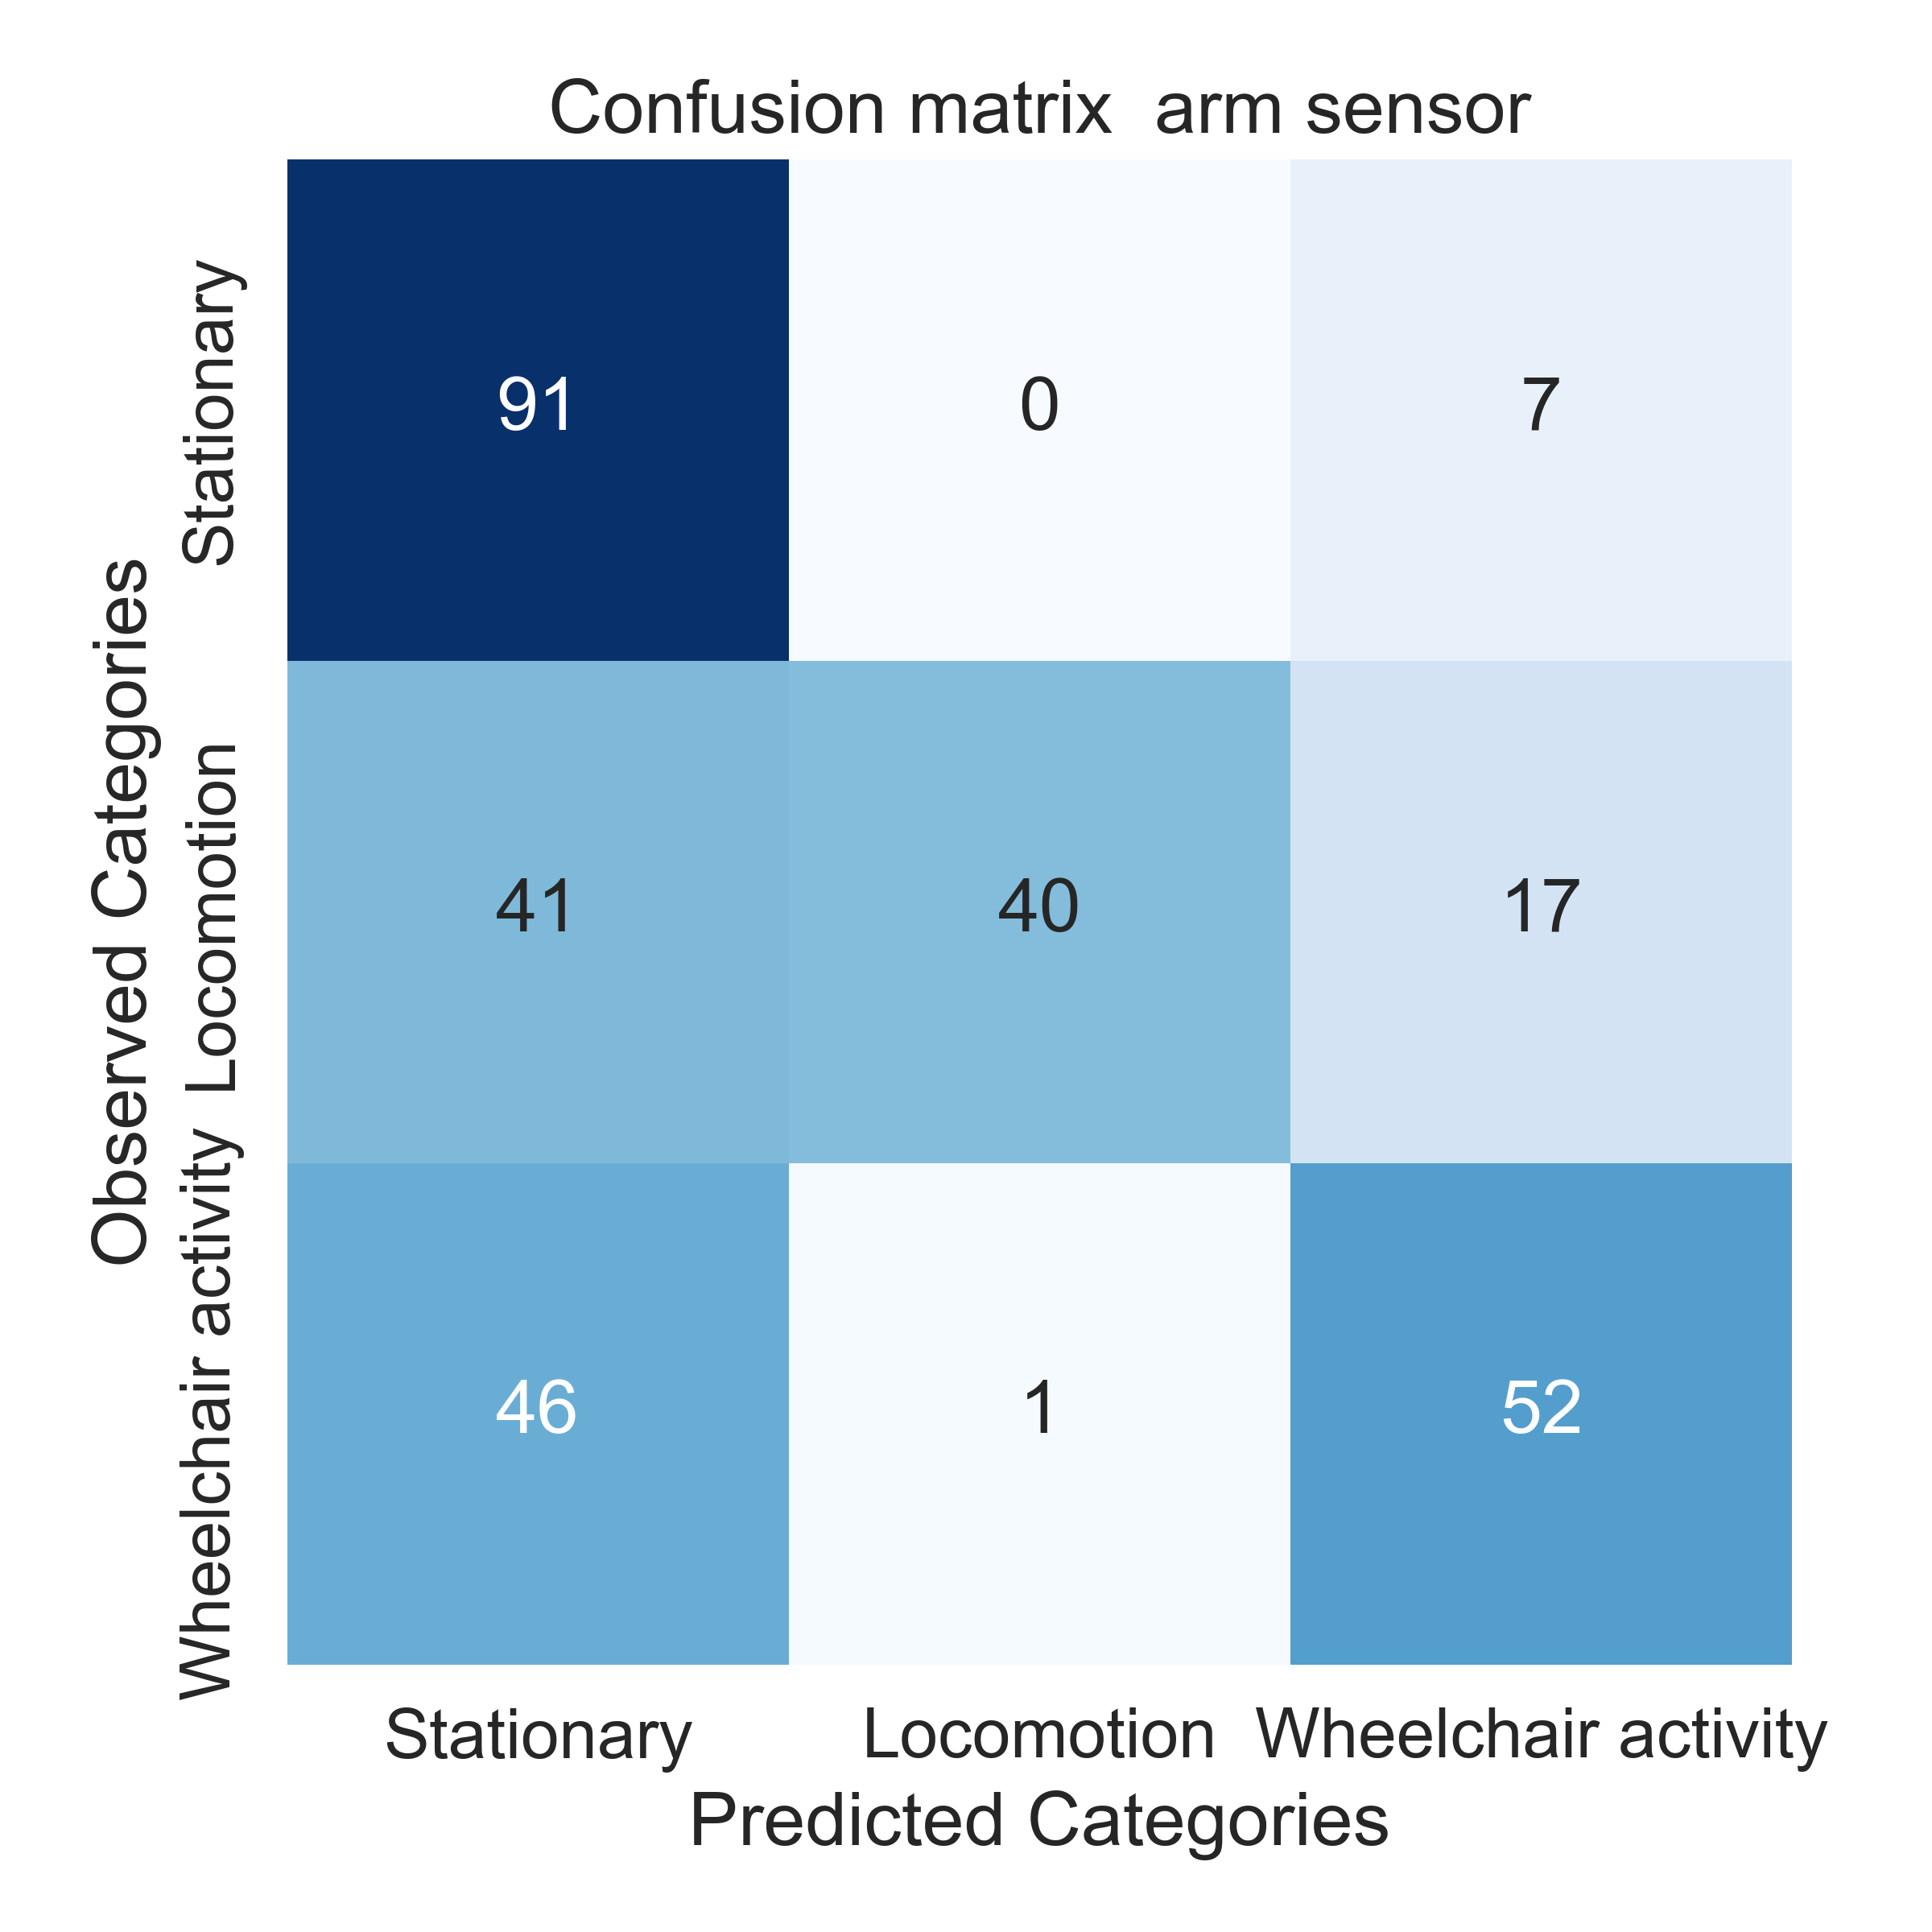 Confusion matrix  arm sensor
Observed Categories
Stationary
91 0 7
Locomotion
41 40 17
Wheelchair activity
46 1 52
Stationary Locomotion Wheelchair activity
Predicted Categories